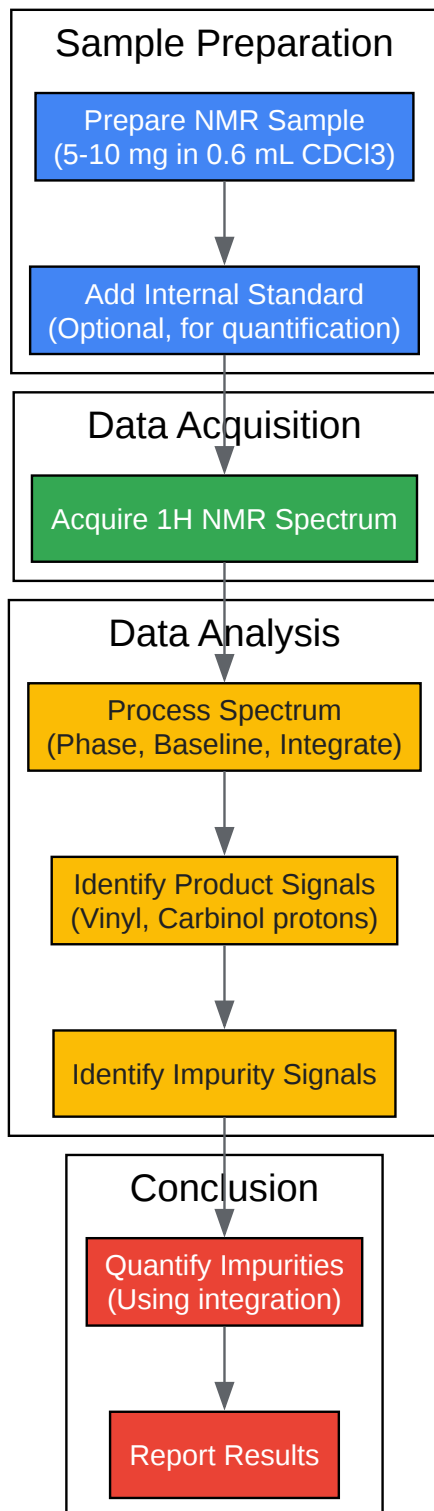 Sample Preparation
Prepare NMR Sample
(5-10 mg in 0.6 mL CDCl3)
Add Internal Standard
(Optional, for quantification)
Data Acquisition
Acquire 1H NMR Spectrum
Data Analysis
Process Spectrum
(Phase, Baseline, Integrate)
Identify Product Signals
(Vinyl, Carbinol protons)
Identify Impurity Signals
Conclusion
Quantify Impurities
(Using integration)
Report Results